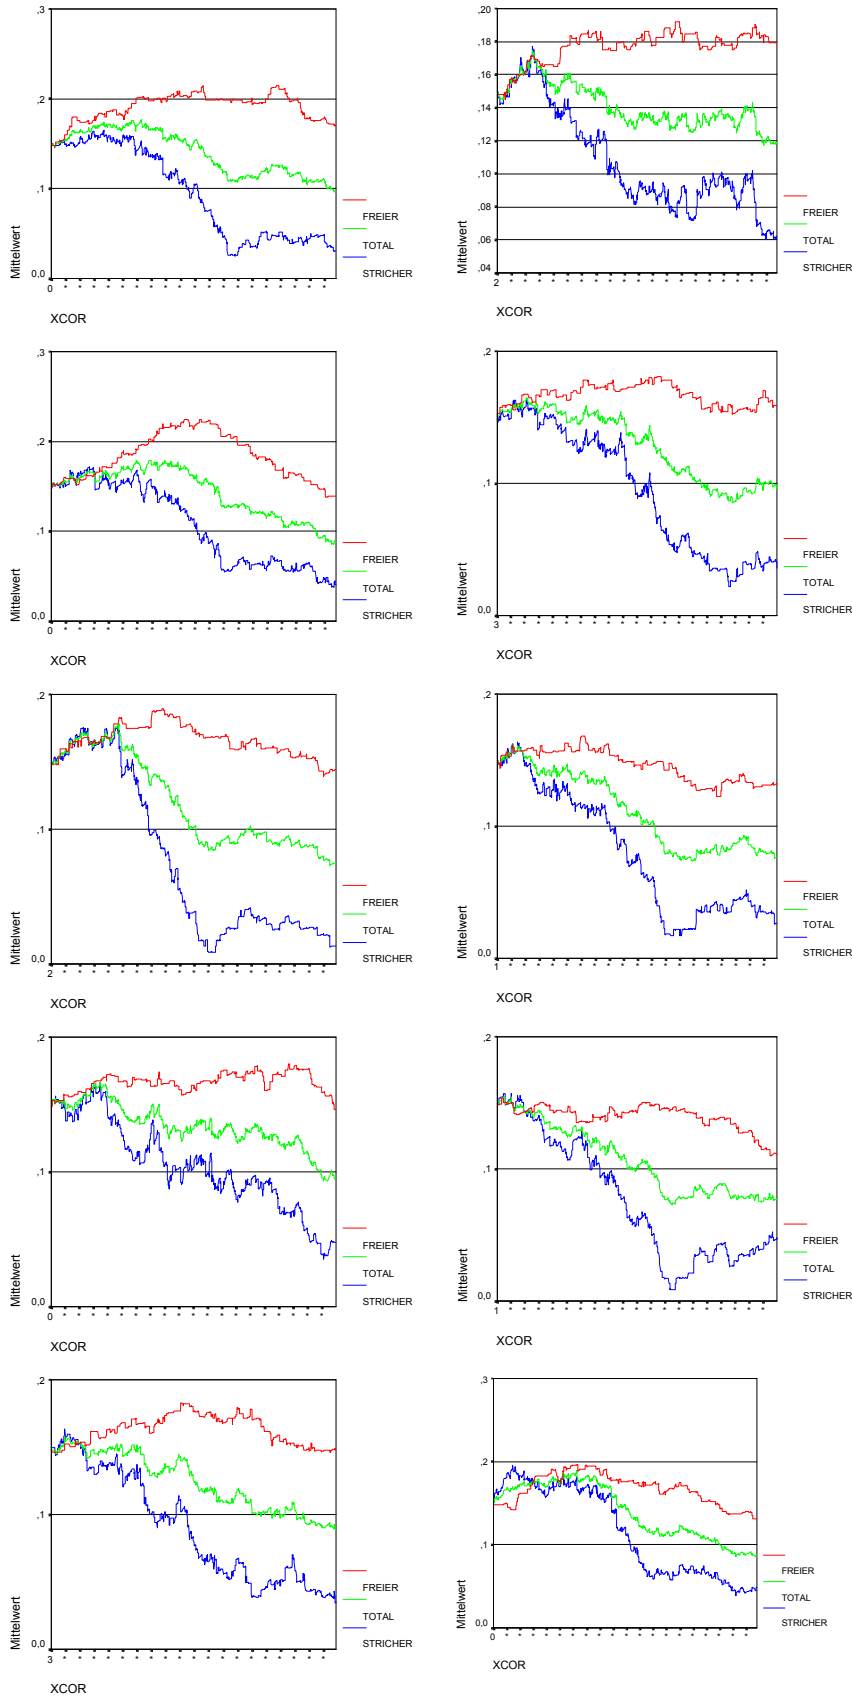 ,3
,2
,1
0,0
Mittelwert
0
XCOR
FREIER
TOTAL
STRICHER
,20
,18
,16
,14
,12
,10
,08
,06
,04
Mittelwert
2
XCOR
FREIER
TOTAL
STRICHER
,3
,2
,1
0,0
Mittelwert
0
XCOR
FREIER
TOTAL
STRICHER
,2
,1
0,0
Mittelwert
3
XCOR
FREIER
TOTAL
STRICHER
,2
,1
0,0
Mittelwert
2
XCOR
FREIER
TOTAL
STRICHER
,2
,1
0,0
Mittelwert
1
XCOR
FREIER
TOTAL
STRICHER
,2
,1
0,0
Mittelwert
0
XCOR
FREIER
TOTAL
STRICHER
,2
,1
0,0
Mittelwert
1
XCOR
FREIER
TOTAL
STRICHER
,2
,1
0,0
Mittelwert
3
XCOR
FREIER
TOTAL
STRICHER
,3
,2
,1
0,0
Mittelwert
0
XCOR
FREIER
TOTAL
STRICHER